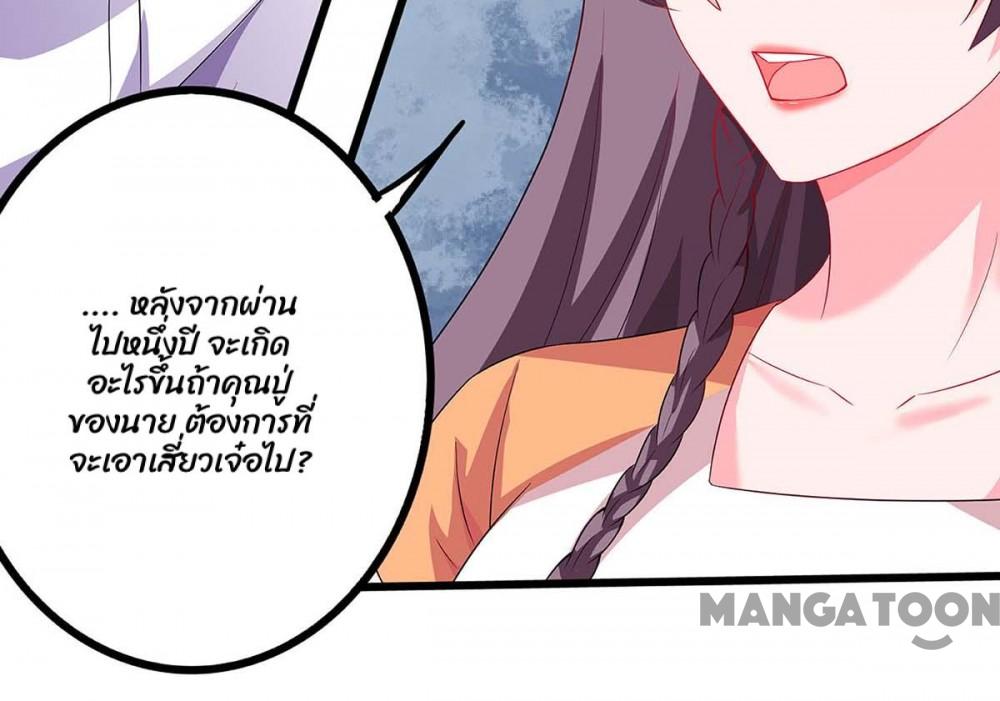 .... หลังจากผ่าน
ไปหนึ่งปี จะเกิด
อะไรขึ้นถ้าคุณปู่
ของนาย ต้องการที่
จะเอาเสี่ยวเจ๋อไป?
MANGATOON